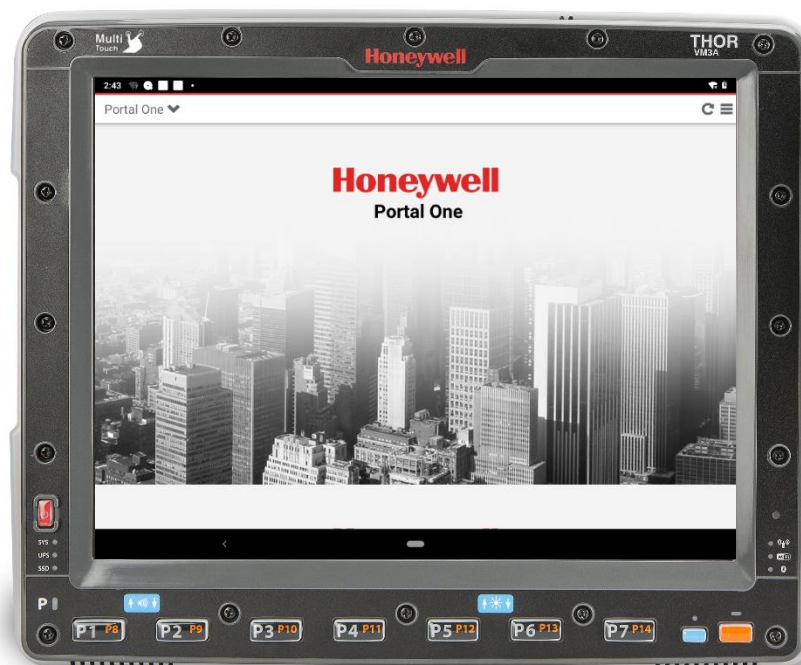 Multi
Touch
Honeywell
THOR
VM3A
2:43
Portal One
Honeywell
Portal One
SYS
UPS
SSD
P
P1 P8
P2 P9
P3 P10
P4 P11
P5 P12
P6 P13
P7 P14